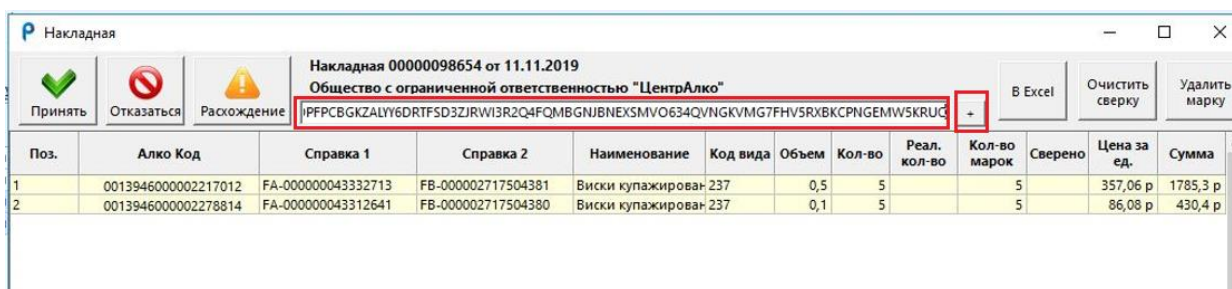 Накладная
Накладная 00000098654 от 11.11.2019
Общество с ограниченной ответственностью "ЦентрАлко"
PFPCBGKZALYY6DRTFSD3ZJRWI3R2Q4FQMBGNJBNEXSMVO634QVNGKVMG7FHV5RXBKCPNGEMW5KRUC
+
Принять
Отказаться
Расхождение
В Excel
Очистить
сверку
Удалить
марку
Поз. Алко Код Справка 1 Справка 2 Наименование Код вида Объем Кол-во Реал. кол-во Кол-во марок Сверено Цена за ед. Сумма
1 0013946000002217012 FA-000000043332713 FB-000002717504381 Виски купажирован 237 0,5 5 5 357,06 р 1785,3 р
2 0013946000002278814 FA-000000043312641 FB-000002717504380 Виски купажирован 237 0,1 5 5 86,08 р 430,4 р